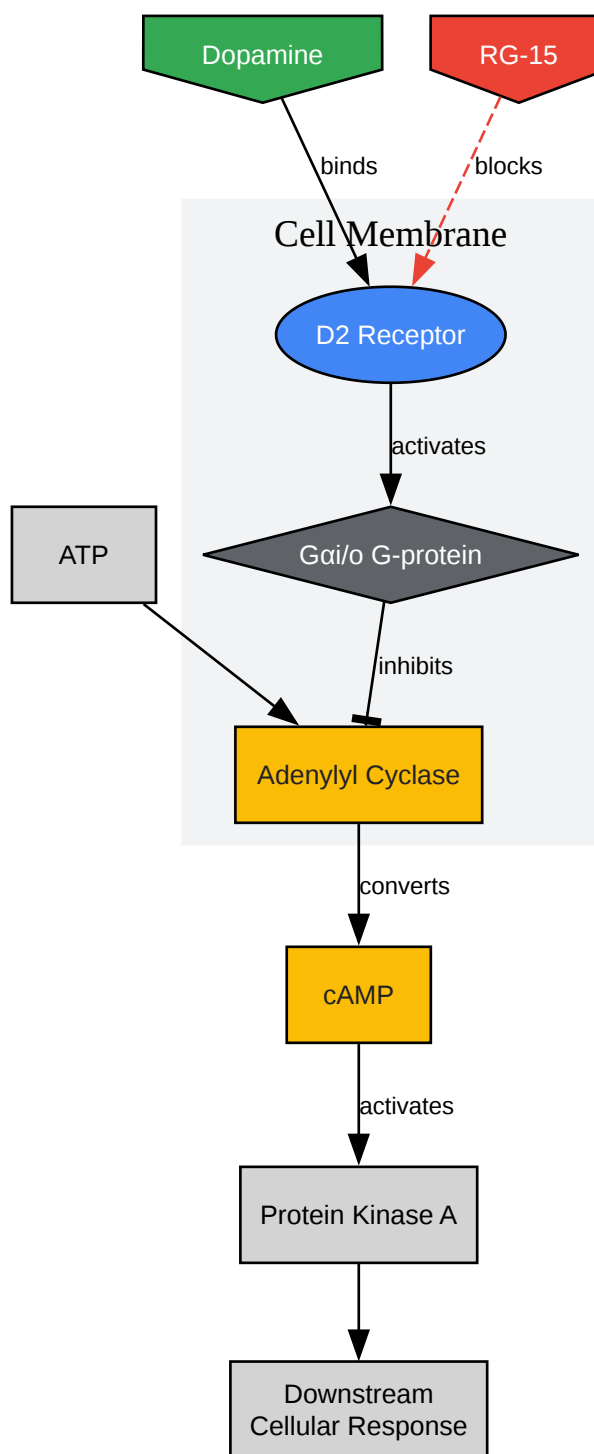 Dopamine
RG-15
binds
blocks
Cell Membrane
D2 Receptor
activates
ATP
Gαi/o G-protein
inhibits
Adenylyl Cyclase
converts
cAMP
activates
Protein Kinase A
Downstream
Cellular Response